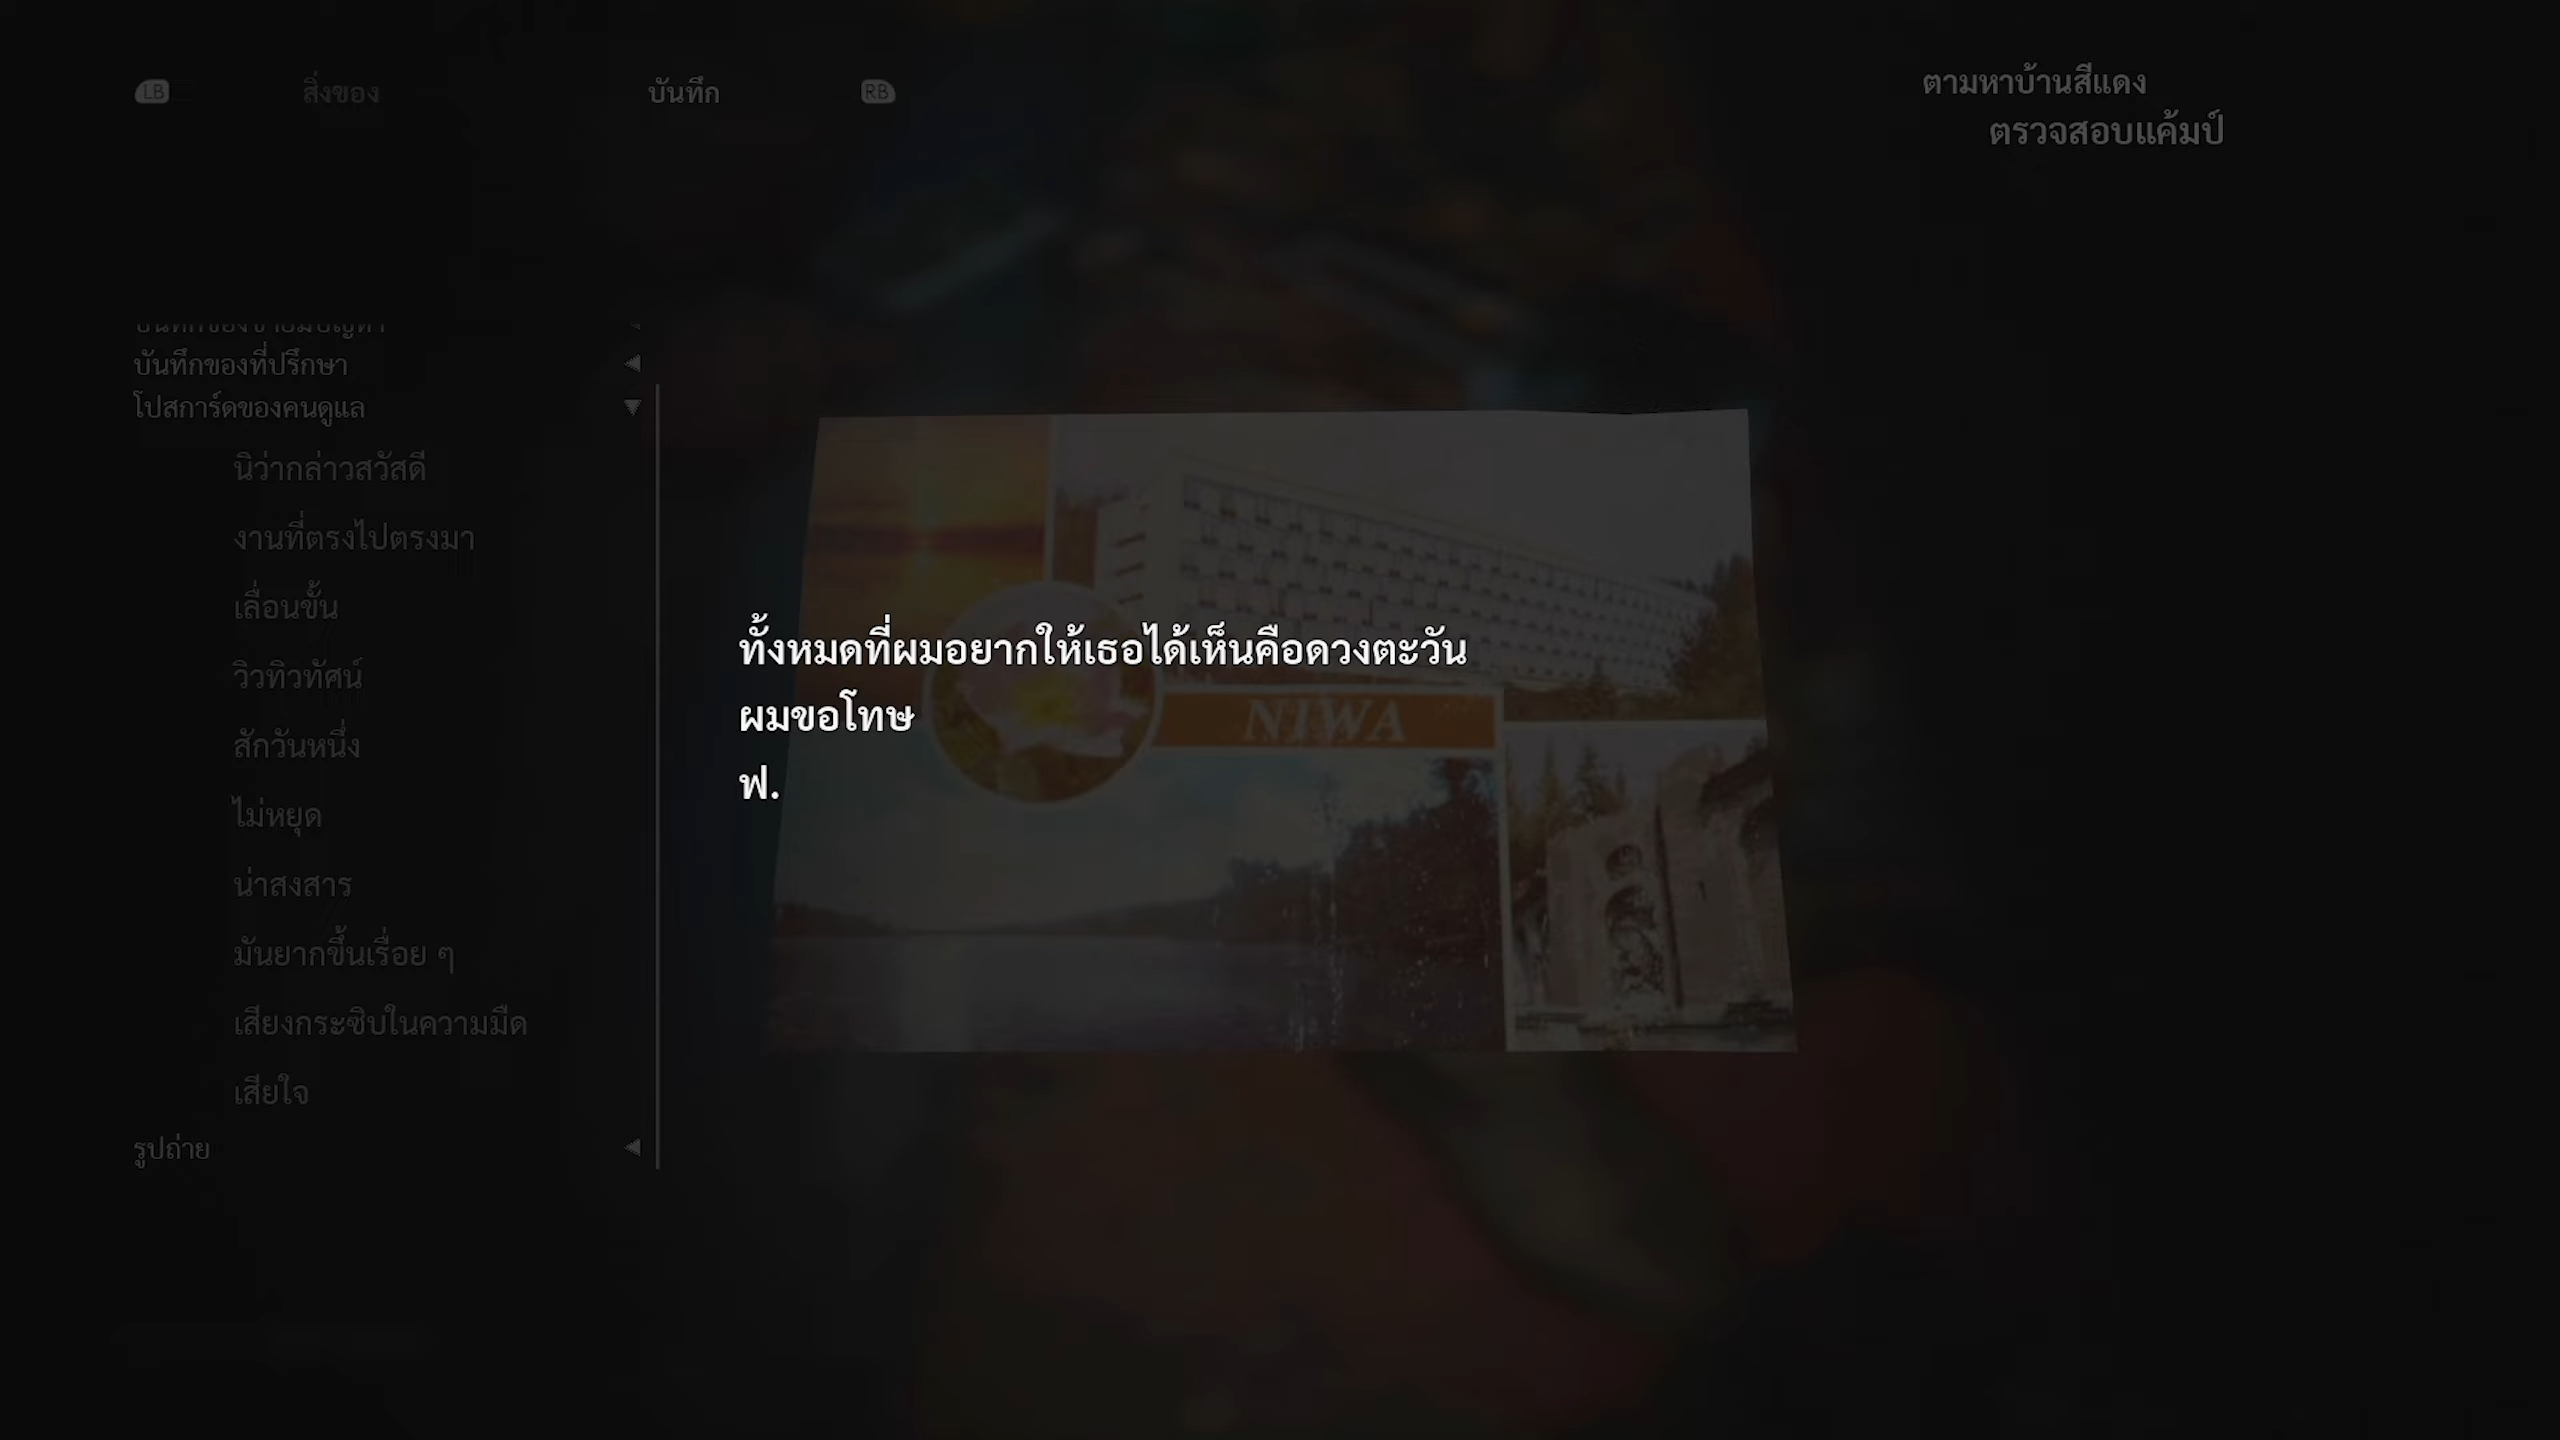 LB
สิ่งของ
บันทึก
RB
ตามหาบ้านสีแดง
ตรวจสอบแค้มป์
บันทึกของที่ปรึกษา
โปสการ์ดของคนดูแล
นิว่ากล่าวสวัสดี
งานที่ตรงไปตรงมา
เลื่อนขั้น
วิวทิวทัศน์
สักวันหนึ่ง
ไม่หยุด
น่าสงสาร
มันยากขึ้นเรื่อย ๆ
เสียงกระซิบในความมืด
เสียใจ
รูปถ่าย
ทั้งหมดที่ผมอยากให้เธอได้เห็นคือดวงตะวัน
ผมขอโทษ
ฟ.
NIWA